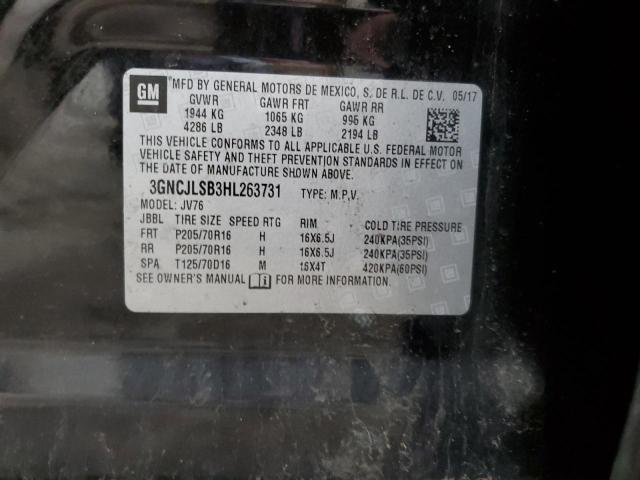 GM MFD BY GENERAL MOTORS DE MEXICO, S. DE R.L. DE C.V. 05/17
GVWR GAWR FRT GAWR RR
1944 KG 1065 KG 996 KG
4286 LB 2348 LB 2194 LB
THIS VEHICLE CONFORMS TO ALL APPLICABLE U.S. FEDERAL MOTOR
VEHICLE SAFETY AND THEFT PREVENTION STANDARDS IN EFFECT ON
THE DATE OF MANUFACTURE SHOWN ABOVE.
3GNCJLSB3HL263731 TYPE: M.P.V.
MODEL: JV76
JBBL TIRE SIZE SPEED RTG RIM COLD TIRE PRESSURE
FRT P205/70R16 H 16X6.5J 240KPA(35PSI)
RR P205/70R16 H 16X6.5J 240KPA(35PSI)
SPA T125/70D16 M 16X4T 420KPA(60PSI)
SEE OWNER'S MANUAL FOR MORE INFORMATION.